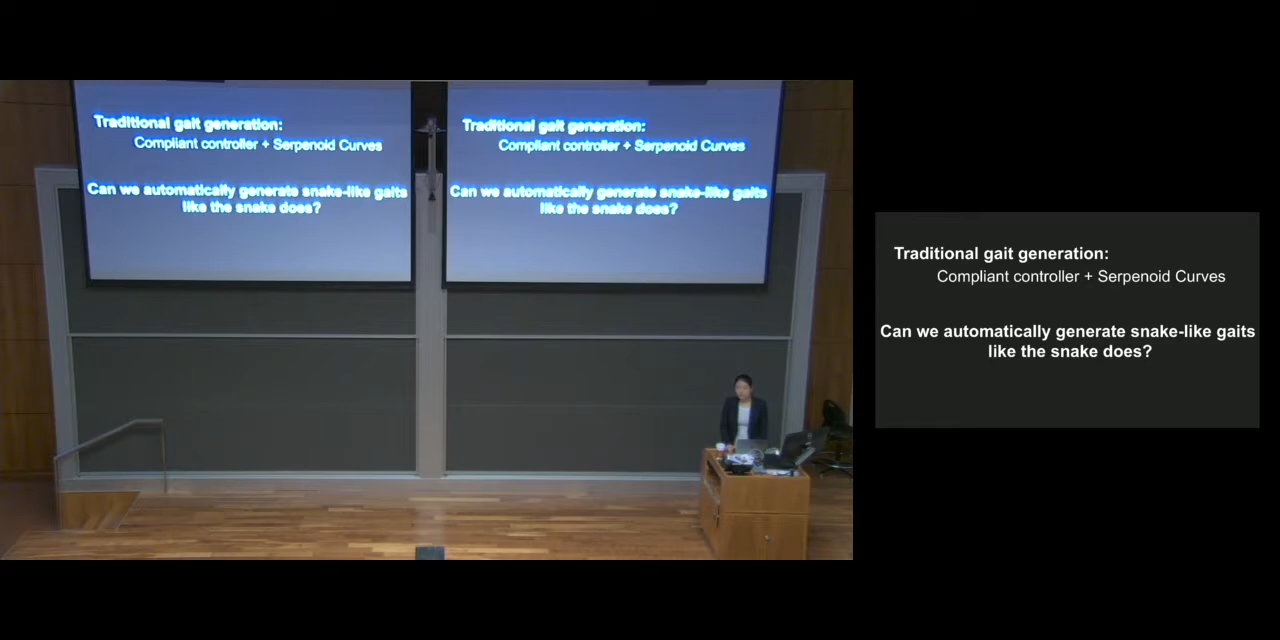 Traditional gait generation:
Compliant controller + Serpenoid Curves
Can we automatically generate snake-like gaits
like the snake does?
Traditional gait generation:
Compliant controller + Serpenoid Curves
Can we automatically generate snake-like gaits
like the snake does?
Traditional gait generation:
Compliant controller + Serpenoid Curves
Can we automatically generate snake-like gaits
like the snake does?